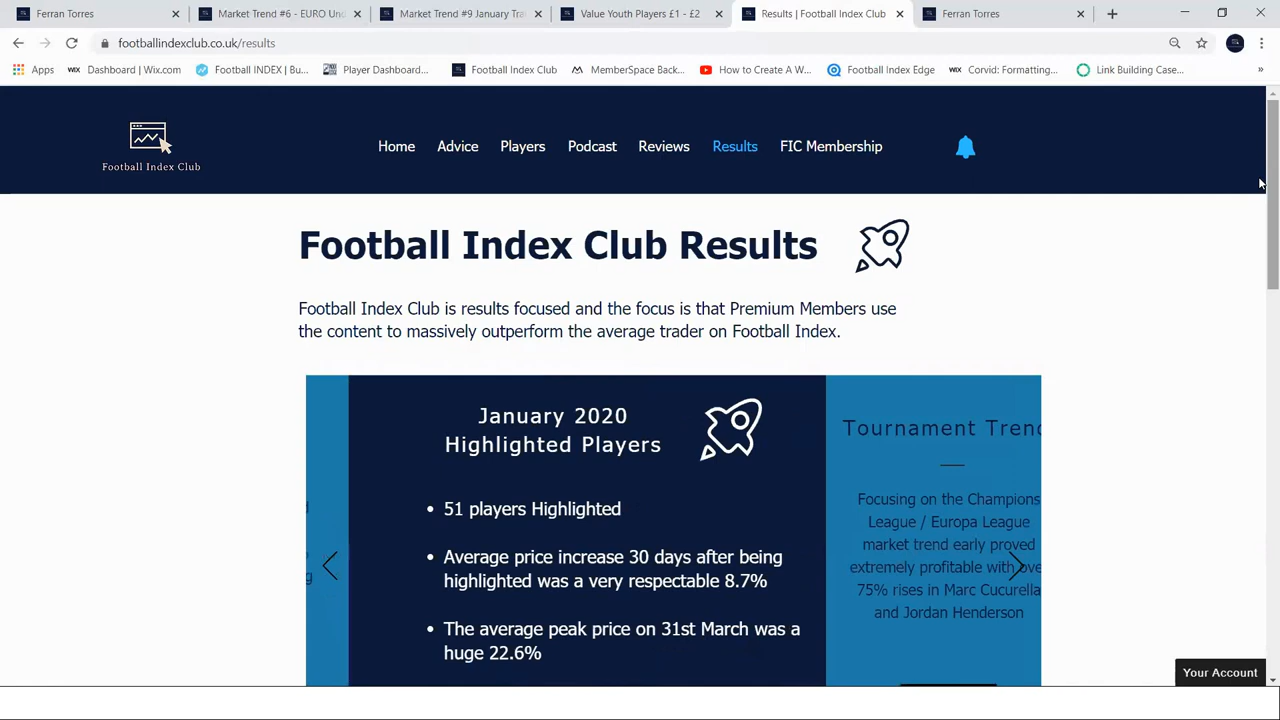 Ferran Torres
Market Trend #6 - EURO Und
Market Trend #9 January Tra
Value Youth Players £1 - £2
Results | Football Index Club
Ferran Torres
footballindexclub.co.uk/results
Apps
Dashboard | Wix.com
Football INDEX | Bu...
Player Dashboard...
Football Index Club
MemberSpace Back...
How to Create A W...
Football Index Edge
Corvid: Formatting...
Link Building Case...
Football Index Club
Home
Advice
Players
Podcast
Reviews
Results
FIC Membership
Football Index Club Results
Football Index Club is results focused and the focus is that Premium Members use
the content to massively outperform the average trader on Football Index.
January 2020
Highlighted Players
• 51 players Highlighted
• Average price increase 30 days after being
highlighted was a very respectable 8.7%
• The average peak price on 31st March was a
huge 22.6%
Tournament Trend
Focusing on the Champions
League / Europa League
market trend early proved
extremely profitable with over
75% rises in Marc Cucurella
and Jordan Henderson
Your Account